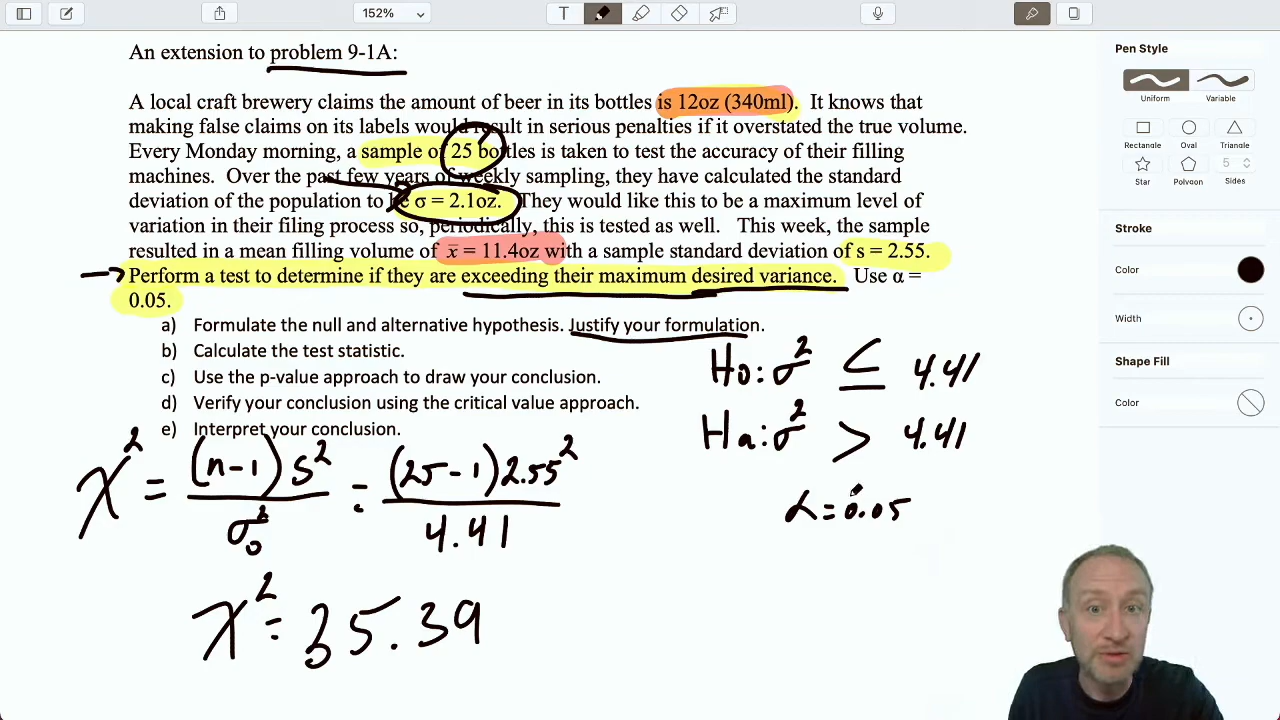 152%
T
An extension to problem 9-1A:
A local craft brewery claims the amount of beer in its bottles is 12oz (340ml). It knows that
making false claims on its labels would result in serious penalties if it overstated the true volume.
Every Monday morning, a sample of 25 bottles is taken to test the accuracy of their filling
machines. Over the past few years of weekly sampling, they have calculated the standard
deviation of the population to be σ = 2.1oz. They would like this to be a maximum level of
variation in their filing process so, periodically, this is tested as well. This week, the sample
resulted in a mean filling volume of x̅ = 11.4oz with a sample standard deviation of s = 2.55.
Perform a test to determine if they are exceeding their maximum desired variance. Use α =
0.05.
a) Formulate the null and alternative hypothesis. Justify your formulation.
b) Calculate the test statistic.
c) Use the p-value approach to draw your conclusion.
d) Verify your conclusion using the critical value approach.
e) Interpret your conclusion.
Ho: σ² ≤ 4.41
Ha: σ² > 4.41
α = 0.05
χ² = (n-1) s² / σ₀² = (25-1) 2.55² / 4.41
χ² = 35.39
Pen Style
Uniform
Variable
Rectangle
Oval
Triangle
Star
Polygon
5
Sides
Stroke
Color
Width
Shape Fill
Color